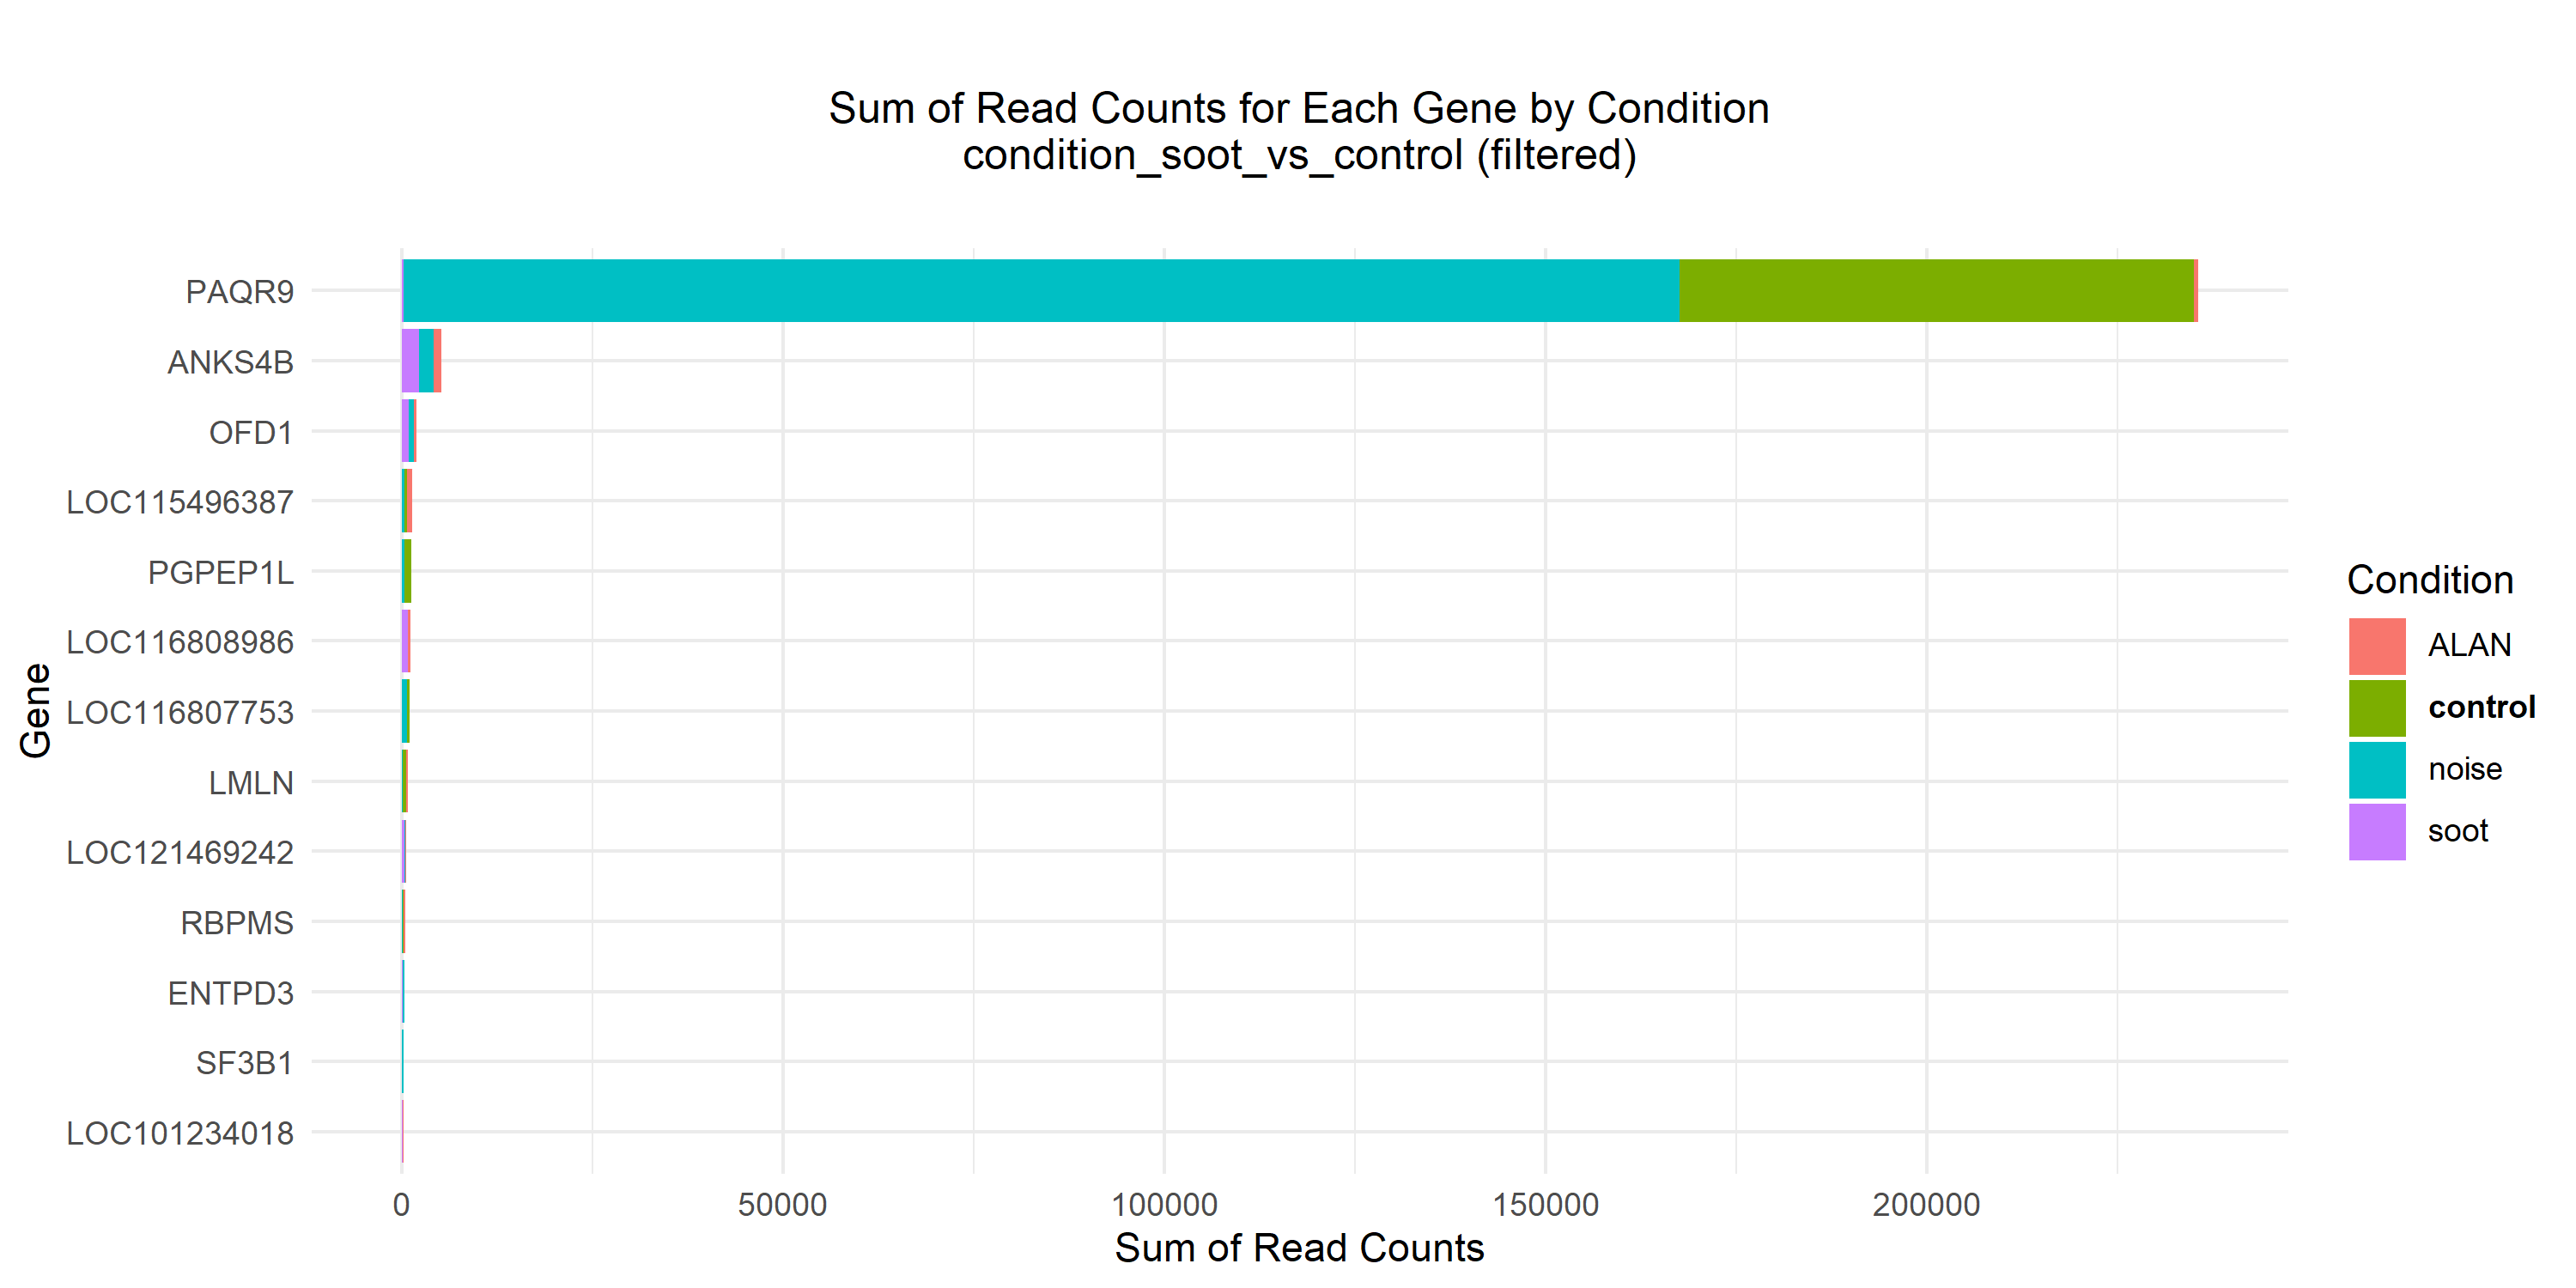 Sum of Read Counts for Each Gene by Condition
condition_soot_vs_control (filtered)
Gene
PAQR9
ANKS4B
OFD1
LOC115496387
PGPEP1L
LOC116808986
LOC116807753
LMLN
LOC121469242
RBPMS
ENTPD3
SF3B1
LOC101234018
0
50000
100000
150000
200000
Sum of Read Counts
Condition
ALAN
control
noise
soot